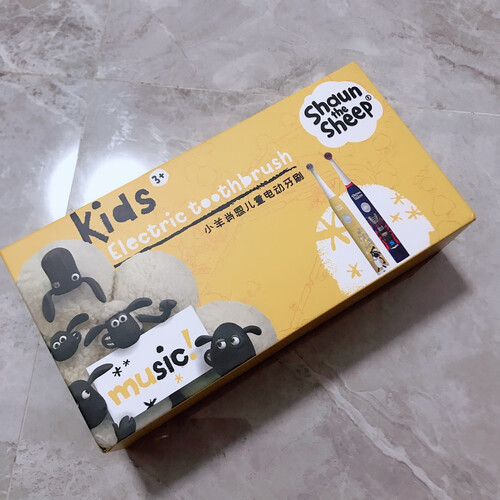 Shaun
the
Sheep®
Kids 3+
Electric toothbrush
小羊肖恩儿童电动牙刷
music!